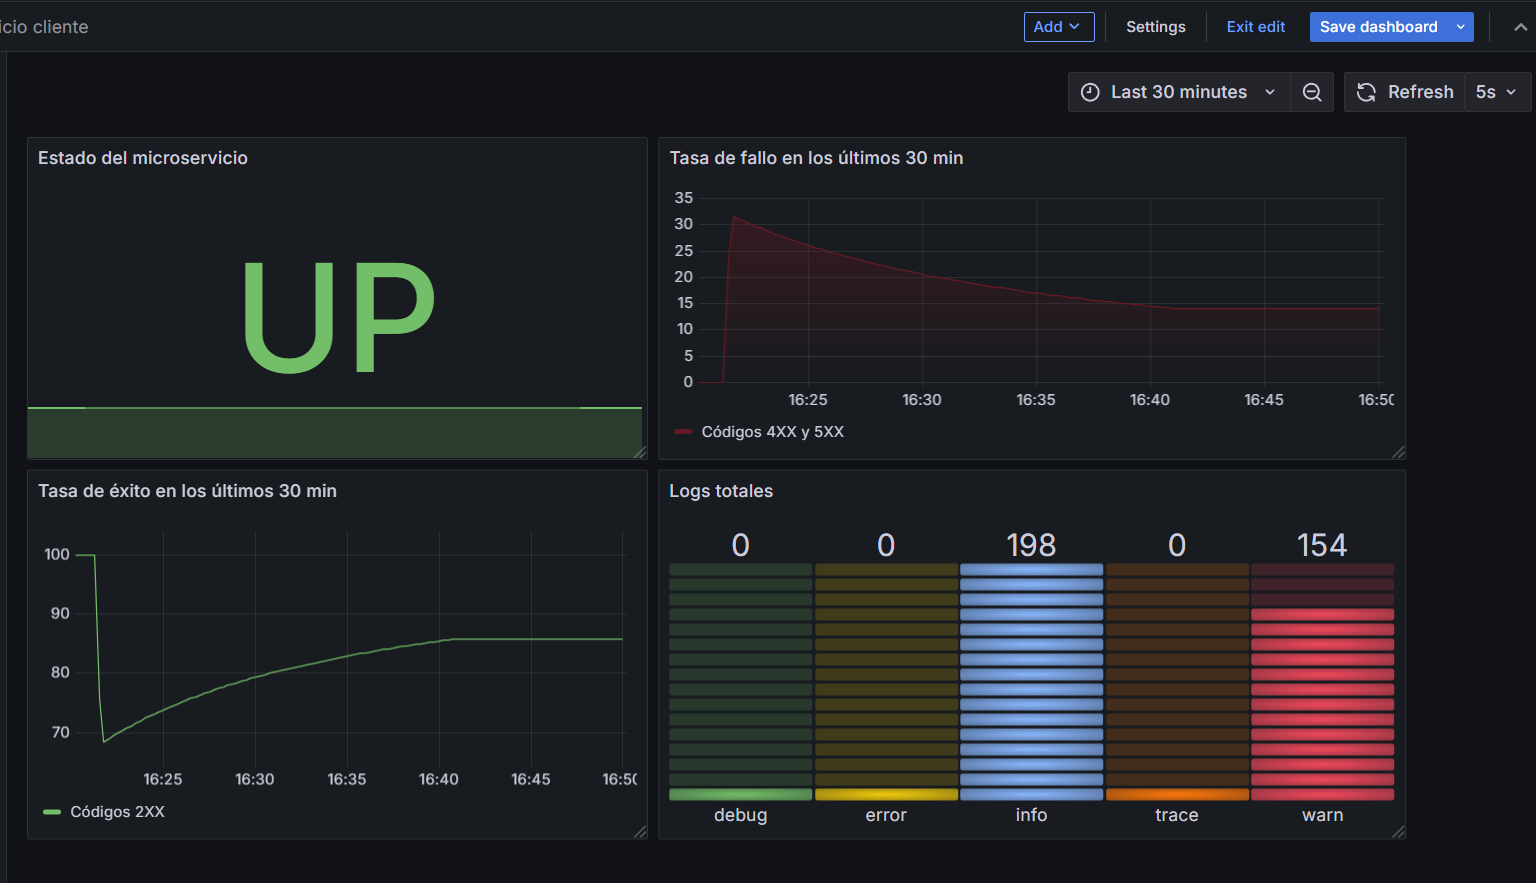 icio cliente
Add
Settings
Exit edit
Save dashboard
Last 30 minutes
Refresh
5s
Estado del microservicio
UP
Tasa de fallo en los últimos 30 min
35
30
25
20
15
10
5
0
16:25
16:30
16:35
16:40
16:45
16:50
Códigos 4XX y 5XX
Tasa de éxito en los últimos 30 min
100
90
80
70
16:25
16:30
16:35
16:40
16:45
16:50
Códigos 2XX
Logs totales
0
0
198
0
154
debug
error
info
trace
warn